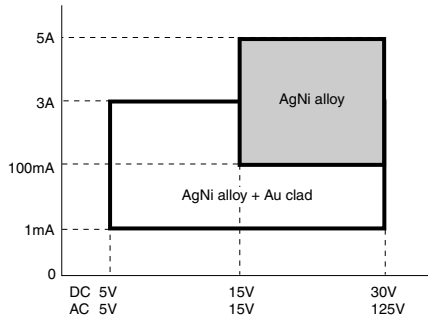 5A
AgNi alloy
3A
100mA
AgNi alloy + Au clad
1mA
0
DC 5V 15V 30V
AC 5V 15V 125V